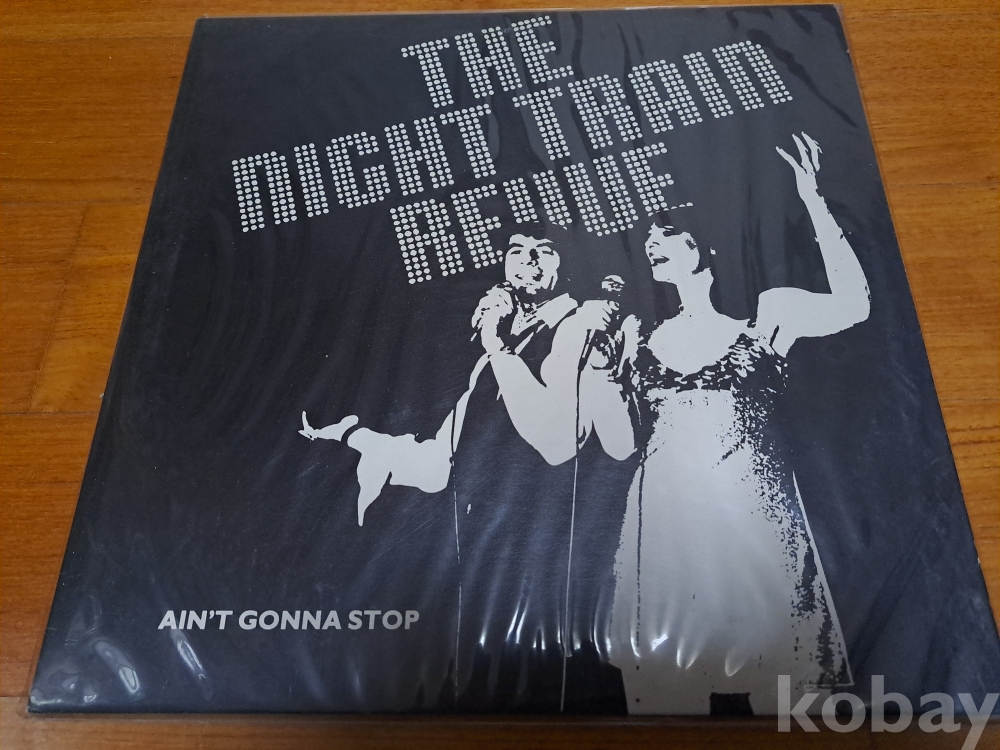 THE
NIGHT TRAIN
REVUE
AIN'T GONNA STOP
kobay